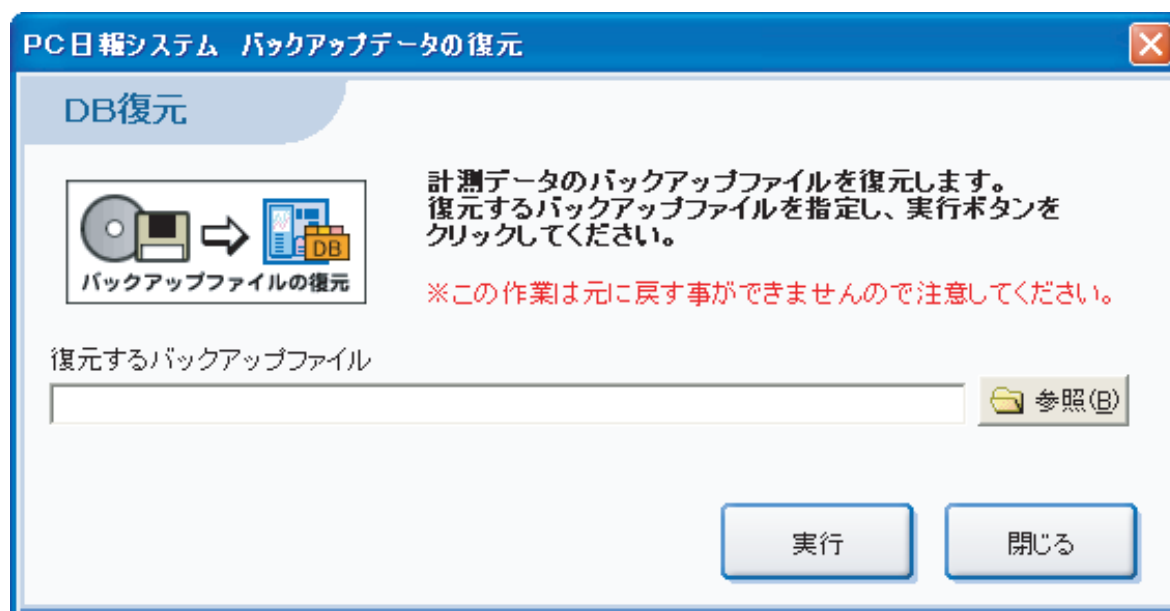 PC日報システム バックアップデータの復元
DB復元
計測データのバックアップファイルを復元します。
復元するバックアップファイルを指定し、実行ボタンを
クリックしてください。
DB
バックアップファイルの復元
※この作業は元に戻す事ができませんので注意してください。
復元するバックアップファイル
参照(B)
実行
閉じる